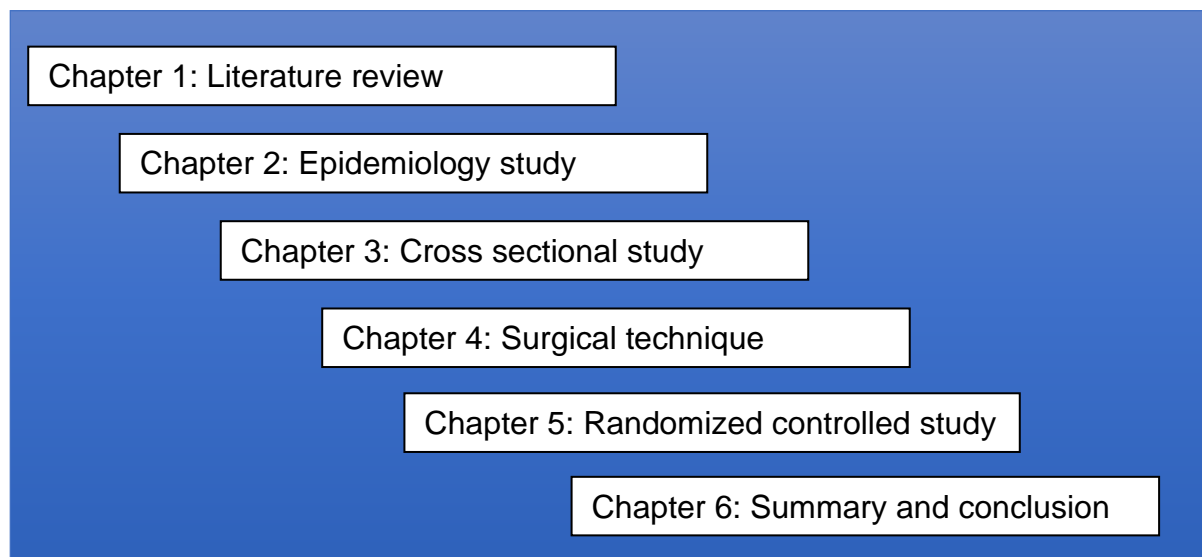 Chapter 1: Literature review
Chapter 2: Epidemiology study
Chapter 3: Cross sectional study
Chapter 4: Surgical technique
Chapter 5: Randomized controlled study
Chapter 6: Summary and conclusion